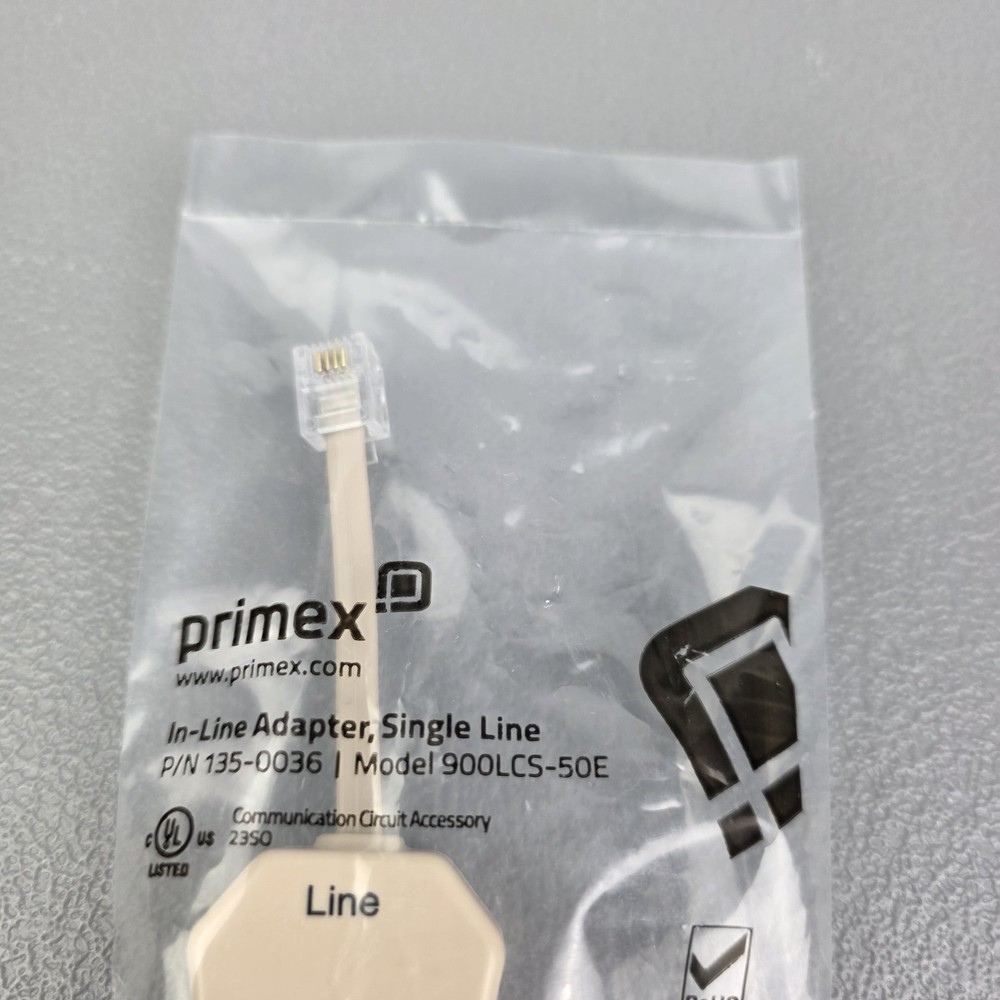 primex
www.primex.com
In-Line Adapter, Single Line
P/N 135-0036 | Model 900LCS-50E
Communication Circuit Accessory
c UL US 23SO
LISTED
Line
RoHS